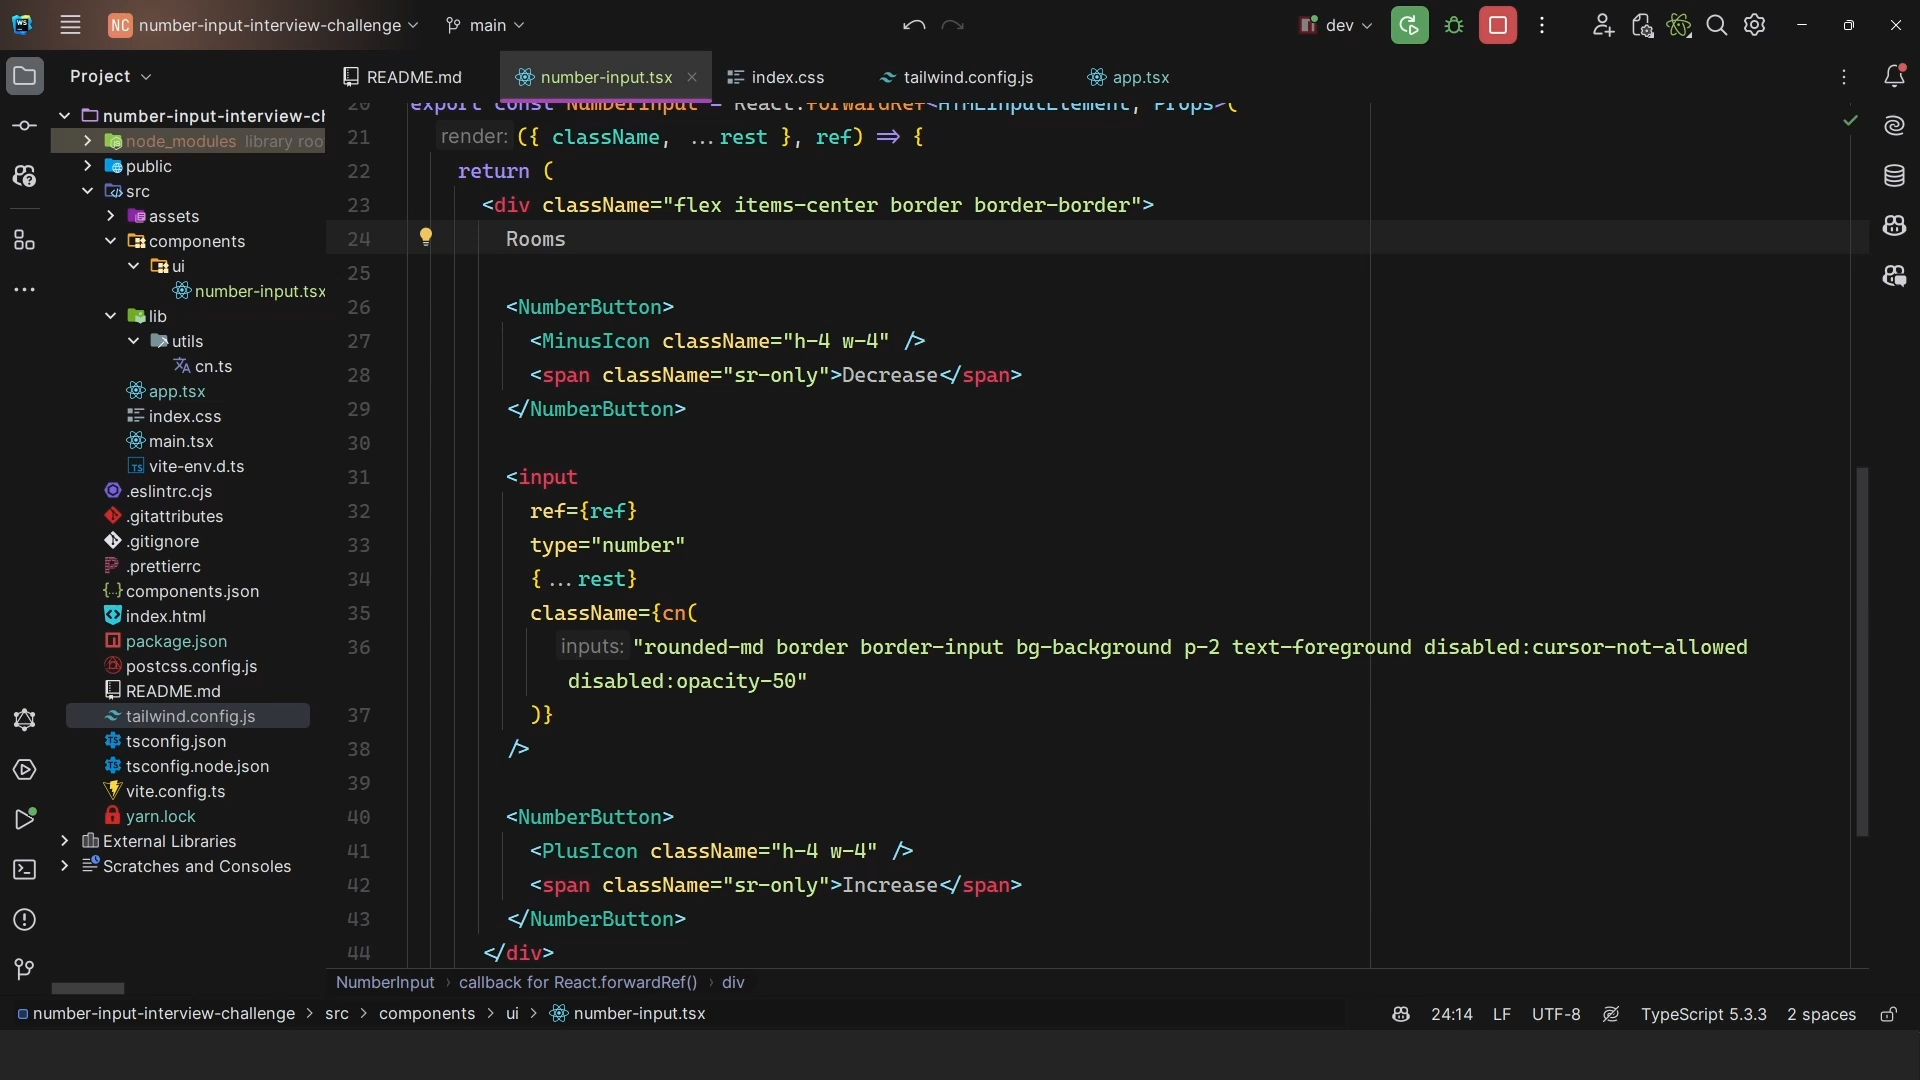 NC number-input-interview-challenge main dev
Project
README.md number-input.tsx index.css tailwind.config.js app.tsx
number-input-interview-ch
node_modules library roo
public
src
assets
components
ui
number-input.tsx
lib
utils
cn.ts
app.tsx
index.css
main.tsx
vite-env.d.ts
.eslintrc.cjs
.gitattributes
.gitignore
.prettierrc
components.json
index.html
package.json
postcss.config.js
README.md
tailwind.config.js
tsconfig.json
tsconfig.node.json
vite.config.ts
yarn.lock
External Libraries
Scratches and Consoles
20 export const NumberInput = React.forwardRef<HTMLInputElement, Props>(
21 render: ({ className, ...rest }, ref) => {
22 return (
23 <div className="flex items-center border border-border">
24 Rooms
25
26 <NumberButton>
27 <MinusIcon className="h-4 w-4" />
28 <span className="sr-only">Decrease</span>
29 </NumberButton>
30
31 <input
32 ref={ref}
33 type="number"
34 {...rest}
35 className={cn(
36 inputs: "rounded-md border border-input bg-background p-2 text-foreground disabled:cursor-not-allowed
disabled:opacity-50"
37 )}
38 />
39
40 <NumberButton>
41 <PlusIcon className="h-4 w-4" />
42 <span className="sr-only">Increase</span>
43 </NumberButton>
44 </div>
NumberInput › callback for React.forwardRef() › div
number-input-interview-challenge > src > components > ui > number-input.tsx
24:14 LF UTF-8 TypeScript 5.3.3 2 spaces